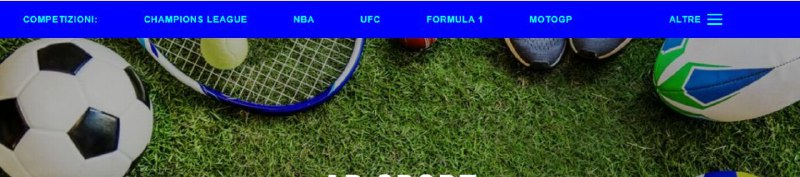 COMPETIZIONI: CHAMPIONS LEAGUE NBA UFC FORMULA 1 MOTOGP ALTRE